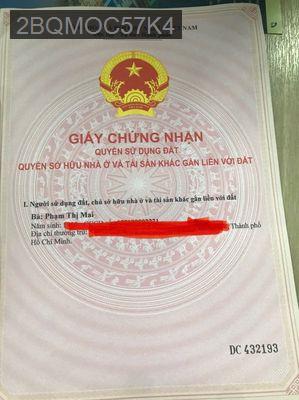 2BQMOC57K4
NAM
GIẤY CHỨNG NHẬN
QUYỀN SỬ DỤNG ĐẤT
QUYỀN SỞ HỮU NHÀ Ở VÀ TÀI SẢN KHÁC GẮN LIỀN VỚI ĐẤT
I. Người sử dụng đất, chủ sở hữu nhà ở và tài sản khác gắn liền với đất
Bà: Phạm Thị Mai
Năm sinh:
Địa chỉ thường trú: Thành phố
Hồ Chí Minh.
DC 432193